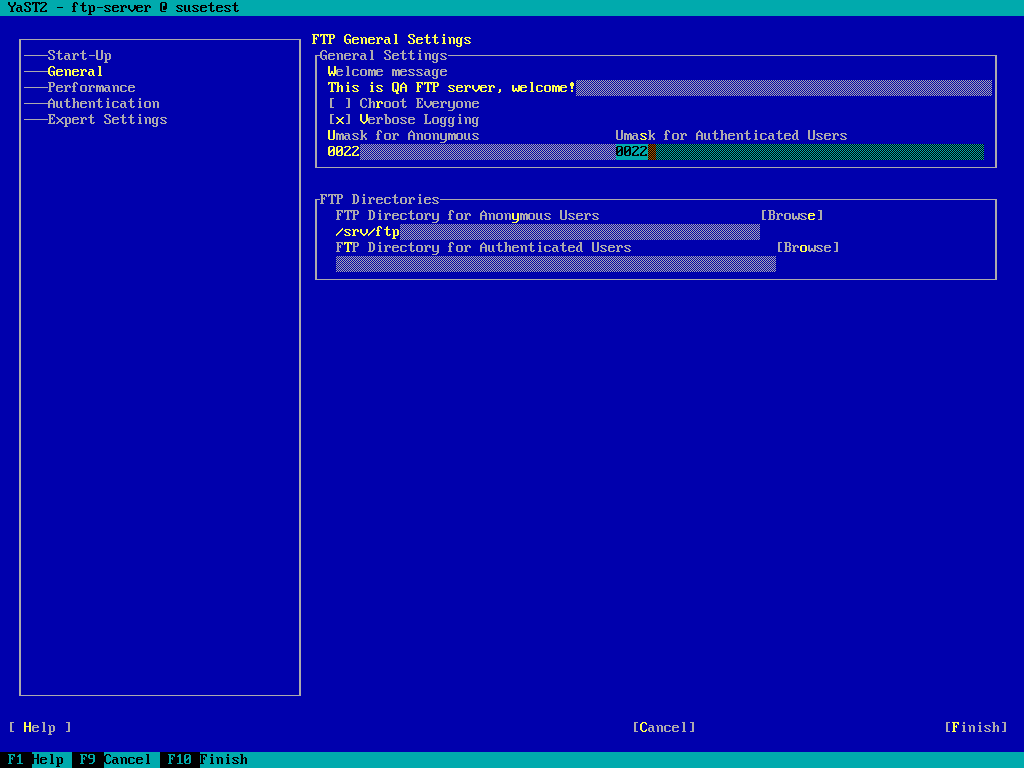 YaST2 - ftp-server @ susetest
FTP General Settings
Start-Up
General
Performance
Authentication
Expert Settings
General Settings
Welcome message
This is QA FTP server, welcome!
[ ] Chroot Everyone
[x] Verbose Logging
Umask for Anonymous Umask for Authenticated Users
0022 0022
FTP Directories
FTP Directory for Anonymous Users [Browse]
/srv/ftp
FTP Directory for Authenticated Users [Browse]
[ Help ] [Cancel] [Finish]
F1 Help F9 Cancel F10 Finish